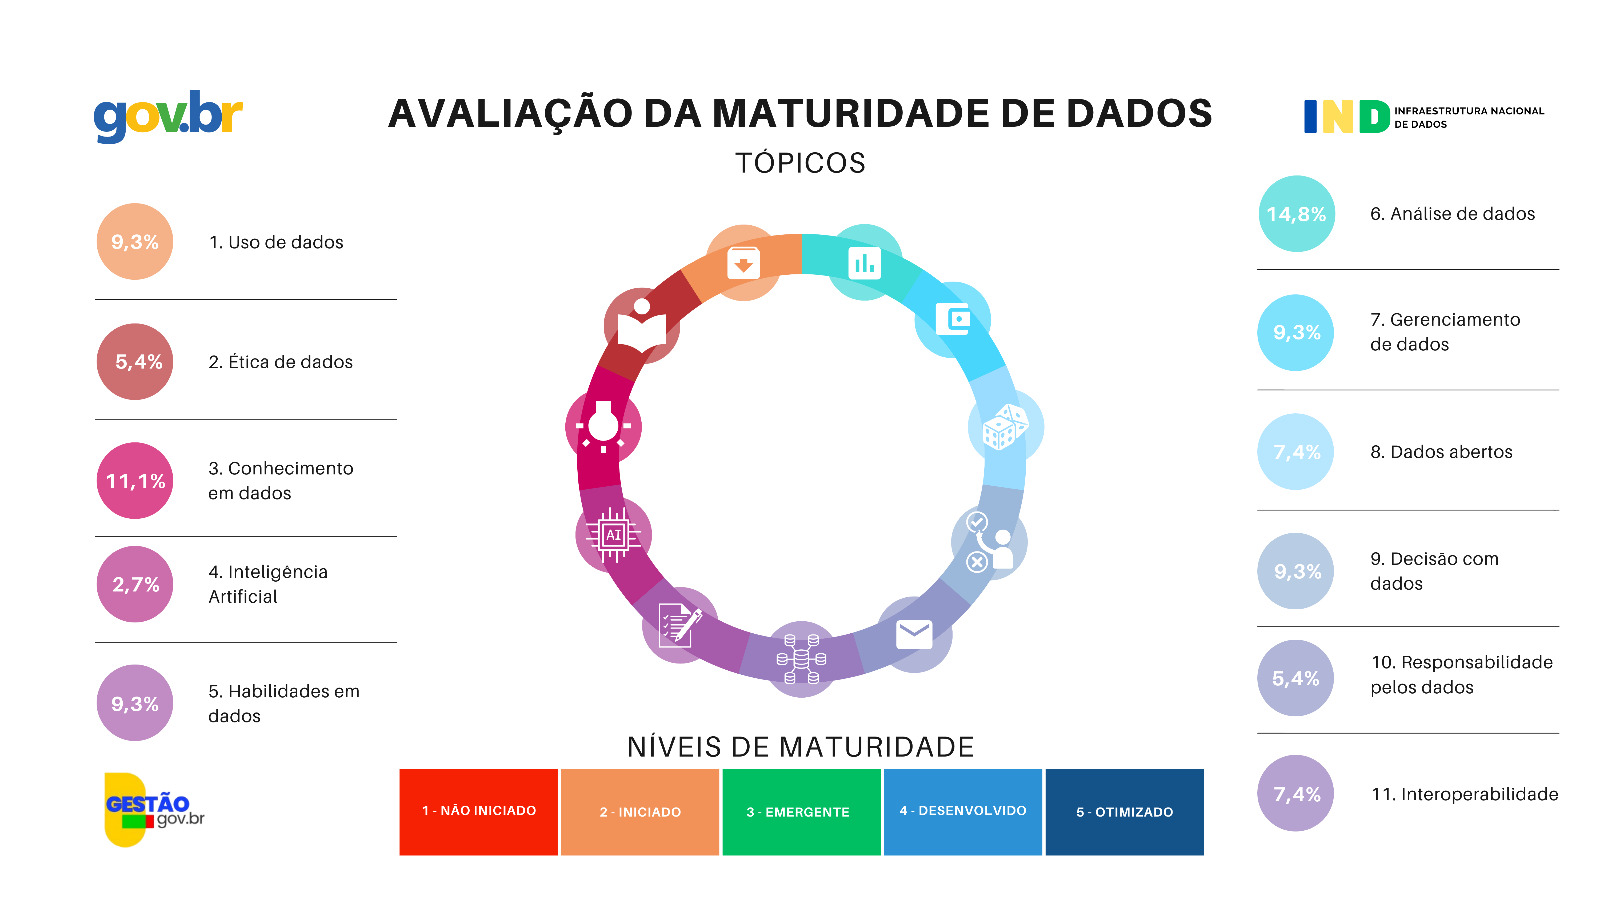 gov.br
AVALIAÇÃO DA MATURIDADE DE DADOS
TÓPICOS
IND INFRAESTRUTURA NACIONAL
DE DADOS
9,3% 1. Uso de dados
5,4% 2. Ética de dados
11,1% 3. Conhecimento
em dados
2,7% 4. Inteligência
Artificial
9,3% 5. Habilidades em
dados
AI
14,8% 6. Análise de dados
9,3% 7. Gerenciamento
de dados
7,4% 8. Dados abertos
9,3% 9. Decisão com
dados
5,4% 10. Responsabilidade
pelos dados
7,4% 11. Interoperabilidade
NÍVEIS DE MATURIDADE
1 - NÃO INICIADO
2 - INICIADO
3 - EMERGENTE
4 - DESENVOLVIDO
5 - OTIMIZADO
GESTÃO
gov.br